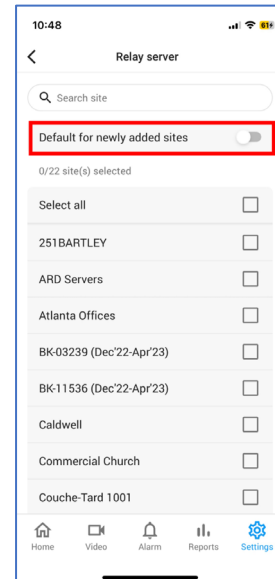 10:48
61
Relay server
Search site
Default for newly added sites
0/22 site(s) selected
Select all
251BARTLEY
ARD Servers
Atlanta Offices
BK-03239 (Dec'22-Apr'23)
BK-11536 (Dec'22-Apr'23)
Caldwell
Commercial Church
Couche-Tard 1001
Home Video Alarm Reports Settings